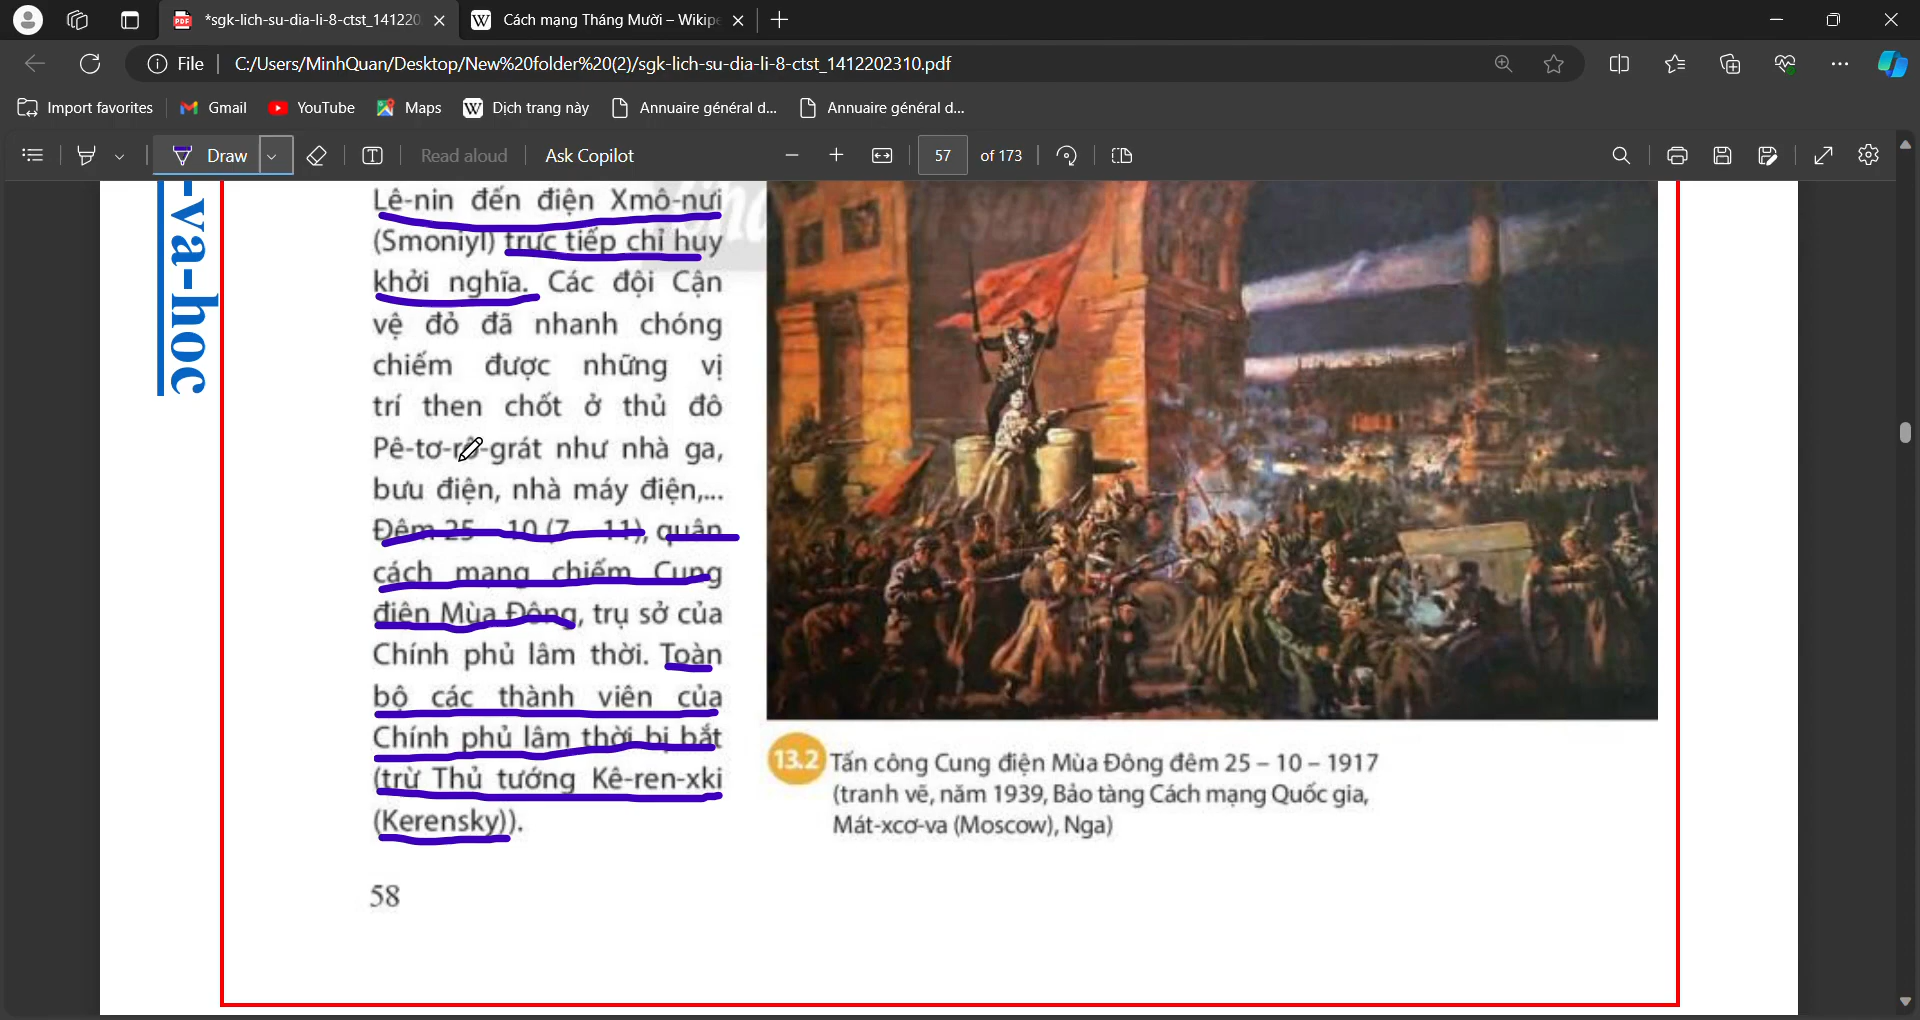 *sgk-lich-su-dia-li-8-ctst_141220
Cách mạng Tháng Mười – Wikipe
File
C:/Users/MinhQuan/Desktop/New%20folder%20(2)/sgk-lich-su-dia-li-8-ctst_1412202310.pdf
Import favorites
Gmail
YouTube
Maps
Dịch trang này
Annuaire général d...
Annuaire général d...
Draw
Read aloud
Ask Copilot
57
of 173
-va-hoc
Lê-nin đến điện Xmô-nưi
(Smoniyl) trực tiếp chỉ huy
khởi nghĩa. Các đội Cận
vệ đỏ đã nhanh chóng
chiếm được những vị
trí then chốt ở thủ đô
Pê-tơ-rô-grát như nhà ga,
bưu điện, nhà máy điện,...
Đêm 25 – 10 (7 – 11), quân
cách mạng chiếm Cung
điện Mùa Đông, trụ sở của
Chính phủ lâm thời. Toàn
bộ các thành viên của
Chính phủ lâm thời bị bắt
(trừ Thủ tướng Kê-ren-xki
(Kerensky)).
13.2 Tấn công Cung điện Mùa Đông đêm 25 – 10 – 1917
(tranh vẽ, năm 1939, Bảo tàng Cách mạng Quốc gia,
Mát-xcơ-va (Moscow), Nga)
58